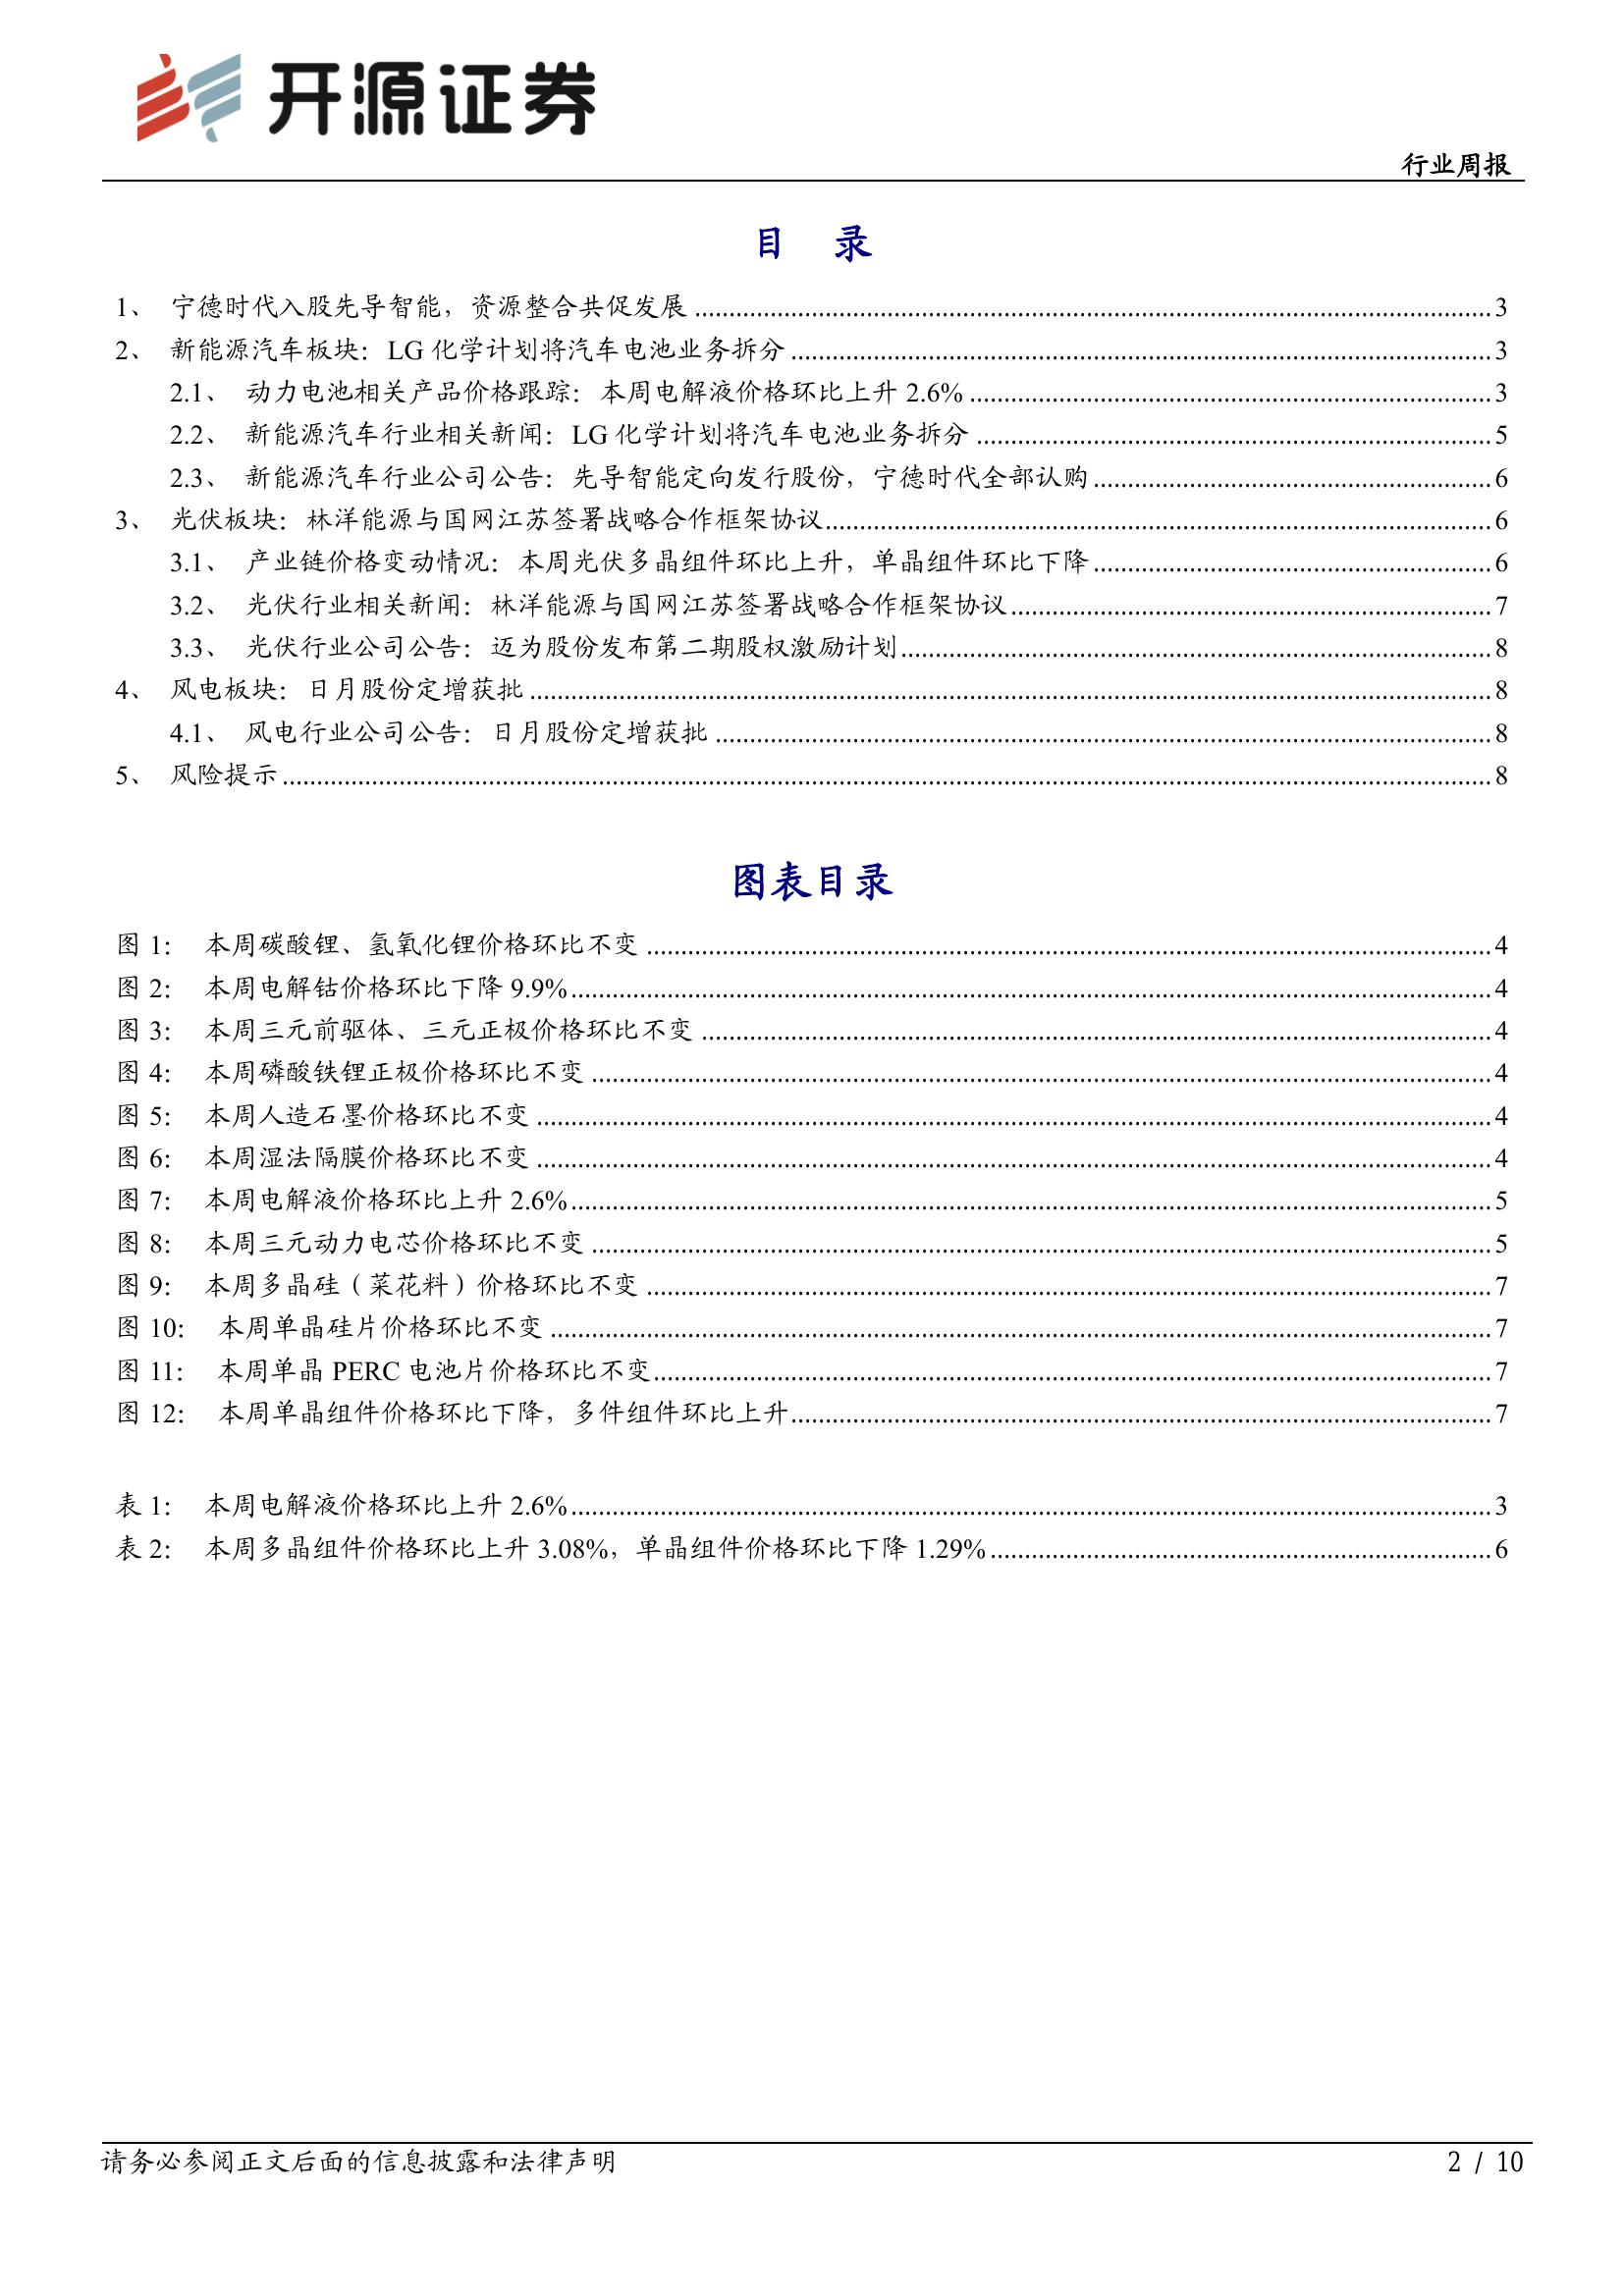 开源证券
行业周报
目 录
1、 宁德时代入股先导智能，资源整合共促发展 ........ 3
2、 新能源汽车板块：LG 化学计划将汽车电池业务拆分 ........ 3
2.1、 动力电池相关产品价格跟踪：本周电解液价格环比上升 2.6% ........ 3
2.2、 新能源汽车行业相关新闻：LG 化学计划将汽车电池业务拆分 ........ 5
2.3、 新能源汽车行业公司公告：先导智能定向发行股份，宁德时代全部认购 ........ 6
3、 光伏板块：林洋能源与国网江苏签署战略合作框架协议 ........ 6
3.1、 产业链价格变动情况：本周光伏多晶组件环比上升，单晶组件环比下降 ........ 6
3.2、 光伏行业相关新闻：林洋能源与国网江苏签署战略合作框架协议 ........ 7
3.3、 光伏行业公司公告：迈为股份发布第二期股权激励计划 ........ 8
4、 风电板块：日月股份定增获批 ........ 8
4.1、 风电行业公司公告：日月股份定增获批 ........ 8
5、 风险提示 ........ 8
图表目录
图 1： 本周碳酸锂、氢氧化锂价格环比不变 ........ 4
图 2： 本周电解钴价格环比下降 9.9% ........ 4
图 3： 本周三元前驱体、三元正极价格环比不变 ........ 4
图 4： 本周磷酸铁锂正极价格环比不变 ........ 4
图 5： 本周人造石墨价格环比不变 ........ 4
图 6： 本周湿法隔膜价格环比不变 ........ 4
图 7： 本周电解液价格环比上升 2.6% ........ 5
图 8： 本周三元动力电芯价格环比不变 ........ 5
图 9： 本周多晶硅（菜花料）价格环比不变 ........ 7
图 10： 本周单晶硅片价格环比不变 ........ 7
图 11： 本周单晶 PERC 电池片价格环比不变 ........ 7
图 12： 本周单晶组件价格环比下降，多件组件环比上升 ........ 7
表 1： 本周电解液价格环比上升 2.6% ........ 3
表 2： 本周多晶组件价格环比上升 3.08%，单晶组件价格环比下降 1.29% ........ 6
请务必参阅正文后面的信息披露和法律声明
2 / 10